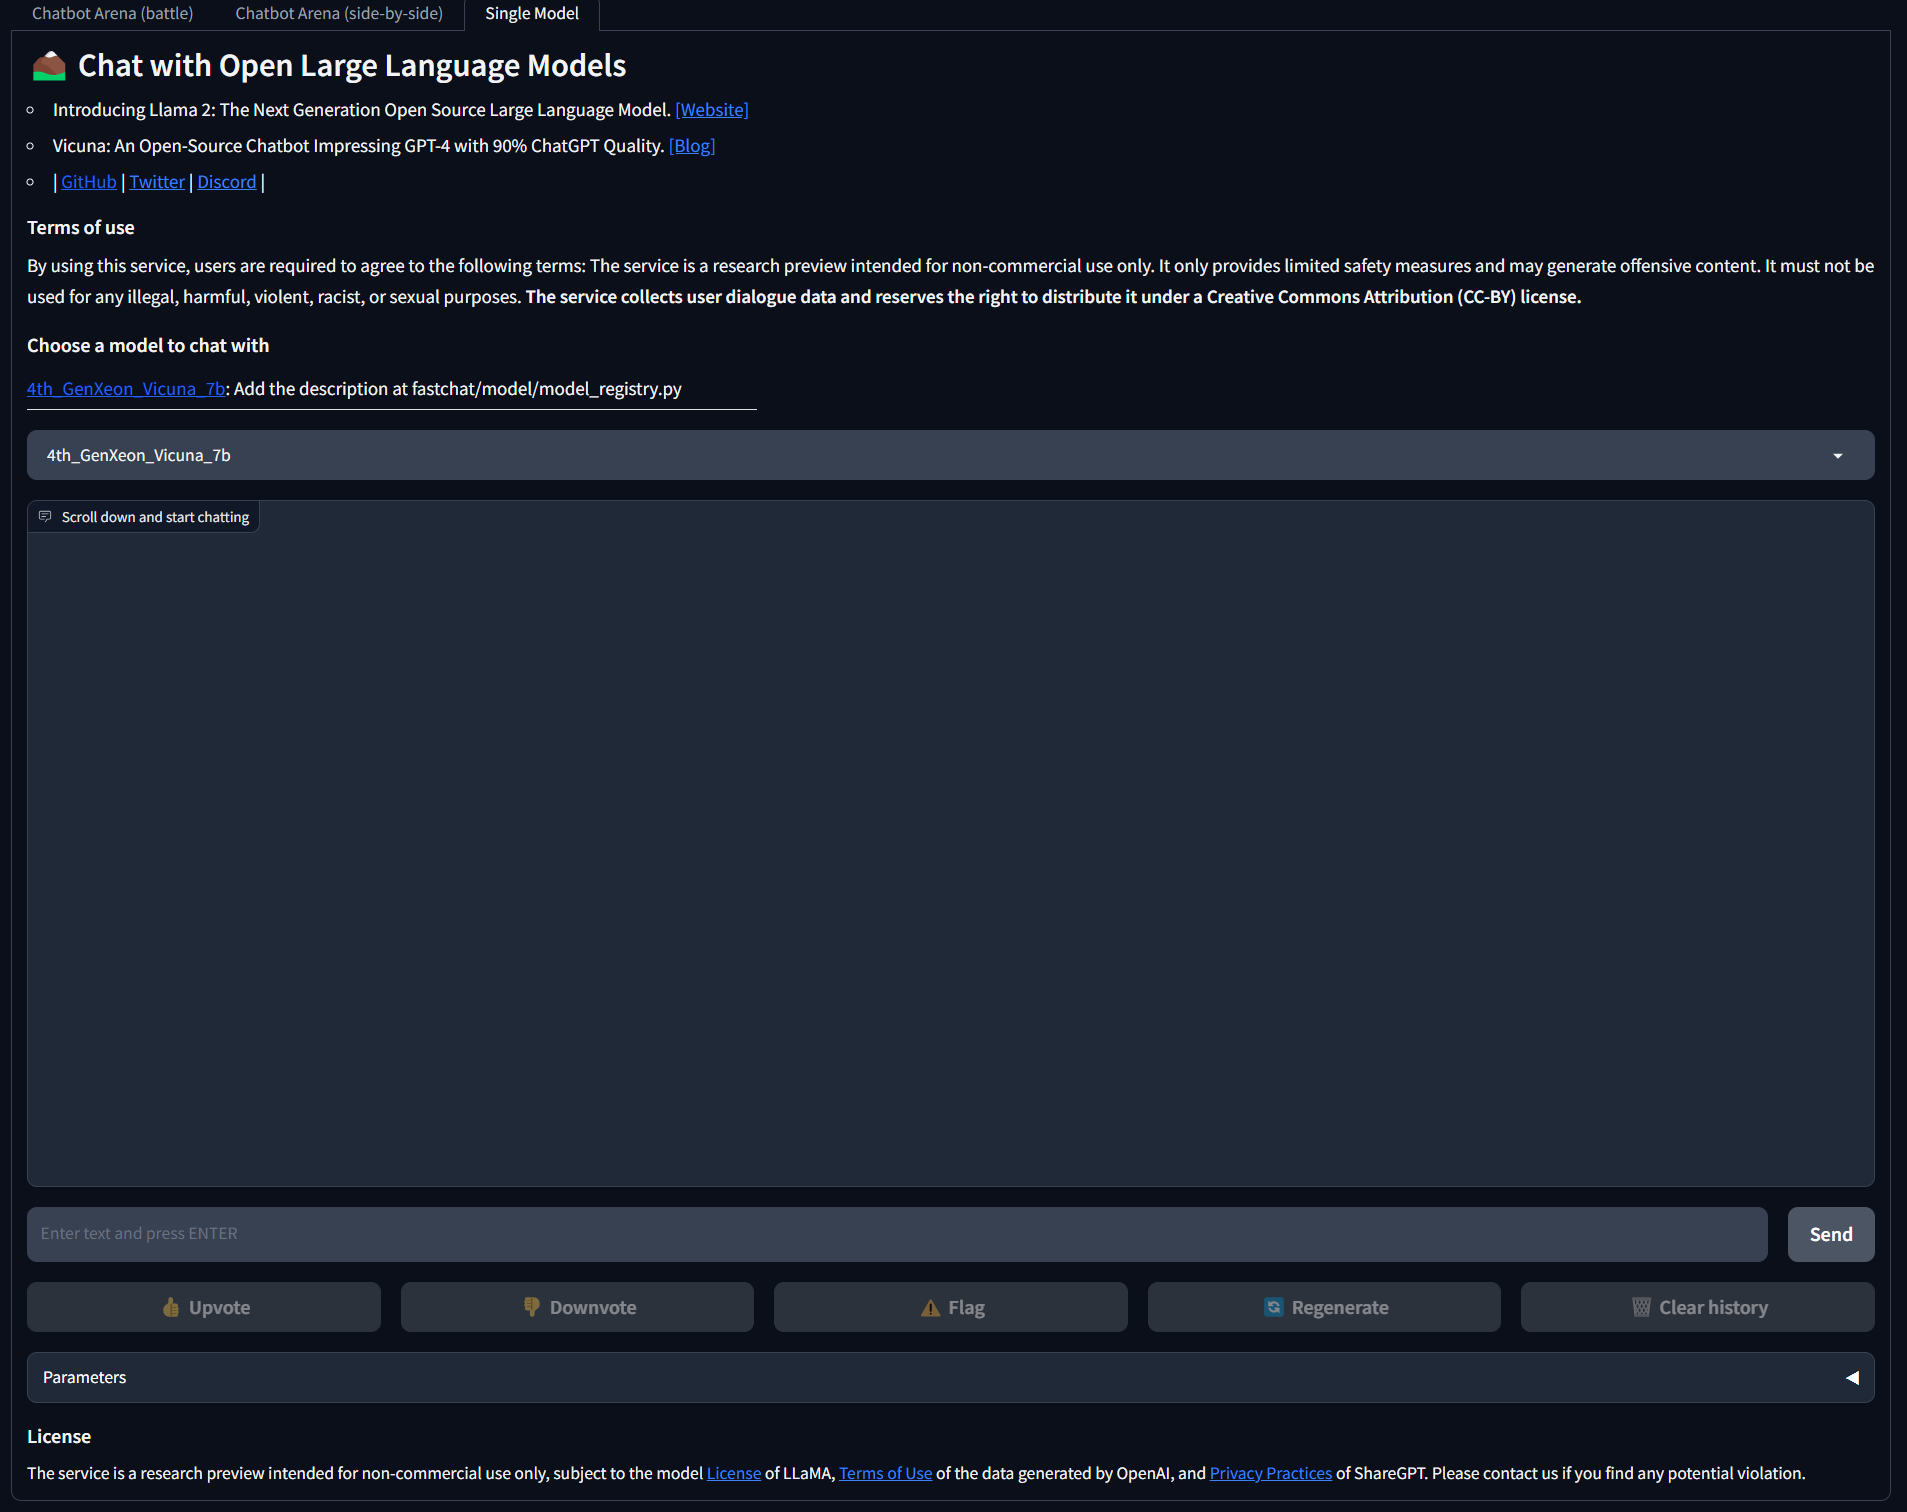 Chatbot Arena (battle)
Chatbot Arena (side-by-side)
Single Model
Chat with Open Large Language Models
Introducing Llama 2: The Next Generation Open Source Large Language Model. [Website]
Vicuna: An Open-Source Chatbot Impressing GPT-4 with 90% ChatGPT Quality. [Blog]
| GitHub | Twitter | Discord |
Terms of use
By using this service, users are required to agree to the following terms: The service is a research preview intended for non-commercial use only. It only provides limited safety measures and may generate offensive content. It must not be
used for any illegal, harmful, violent, racist, or sexual purposes. The service collects user dialogue data and reserves the right to distribute it under a Creative Commons Attribution (CC-BY) license.
Choose a model to chat with
4th_GenXeon_Vicuna_7b: Add the description at fastchat/model/model_registry.py
4th_GenXeon_Vicuna_7b
Scroll down and start chatting
Enter text and press ENTER
Send
Upvote
Downvote
Flag
Regenerate
Clear history
Parameters
License
The service is a research preview intended for non-commercial use only, subject to the model License of LLaMA, Terms of Use of the data generated by OpenAI, and Privacy Practices of ShareGPT. Please contact us if you find any potential violation.